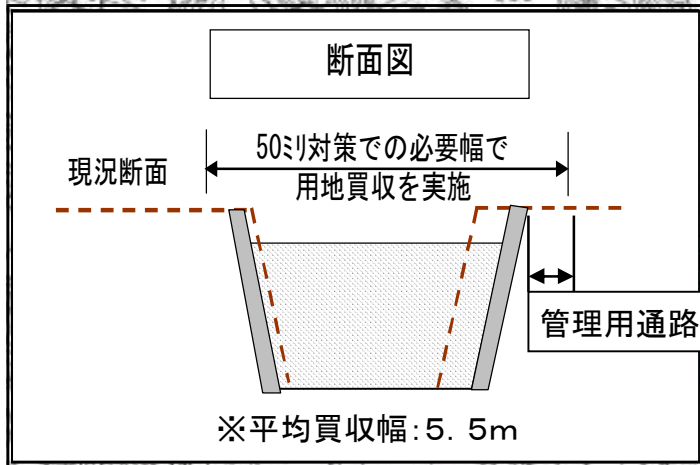 断面図
50ミリ対策での必要幅で
用地買収を実施
現況断面
管理用通路
※平均買収幅：５．５ｍ